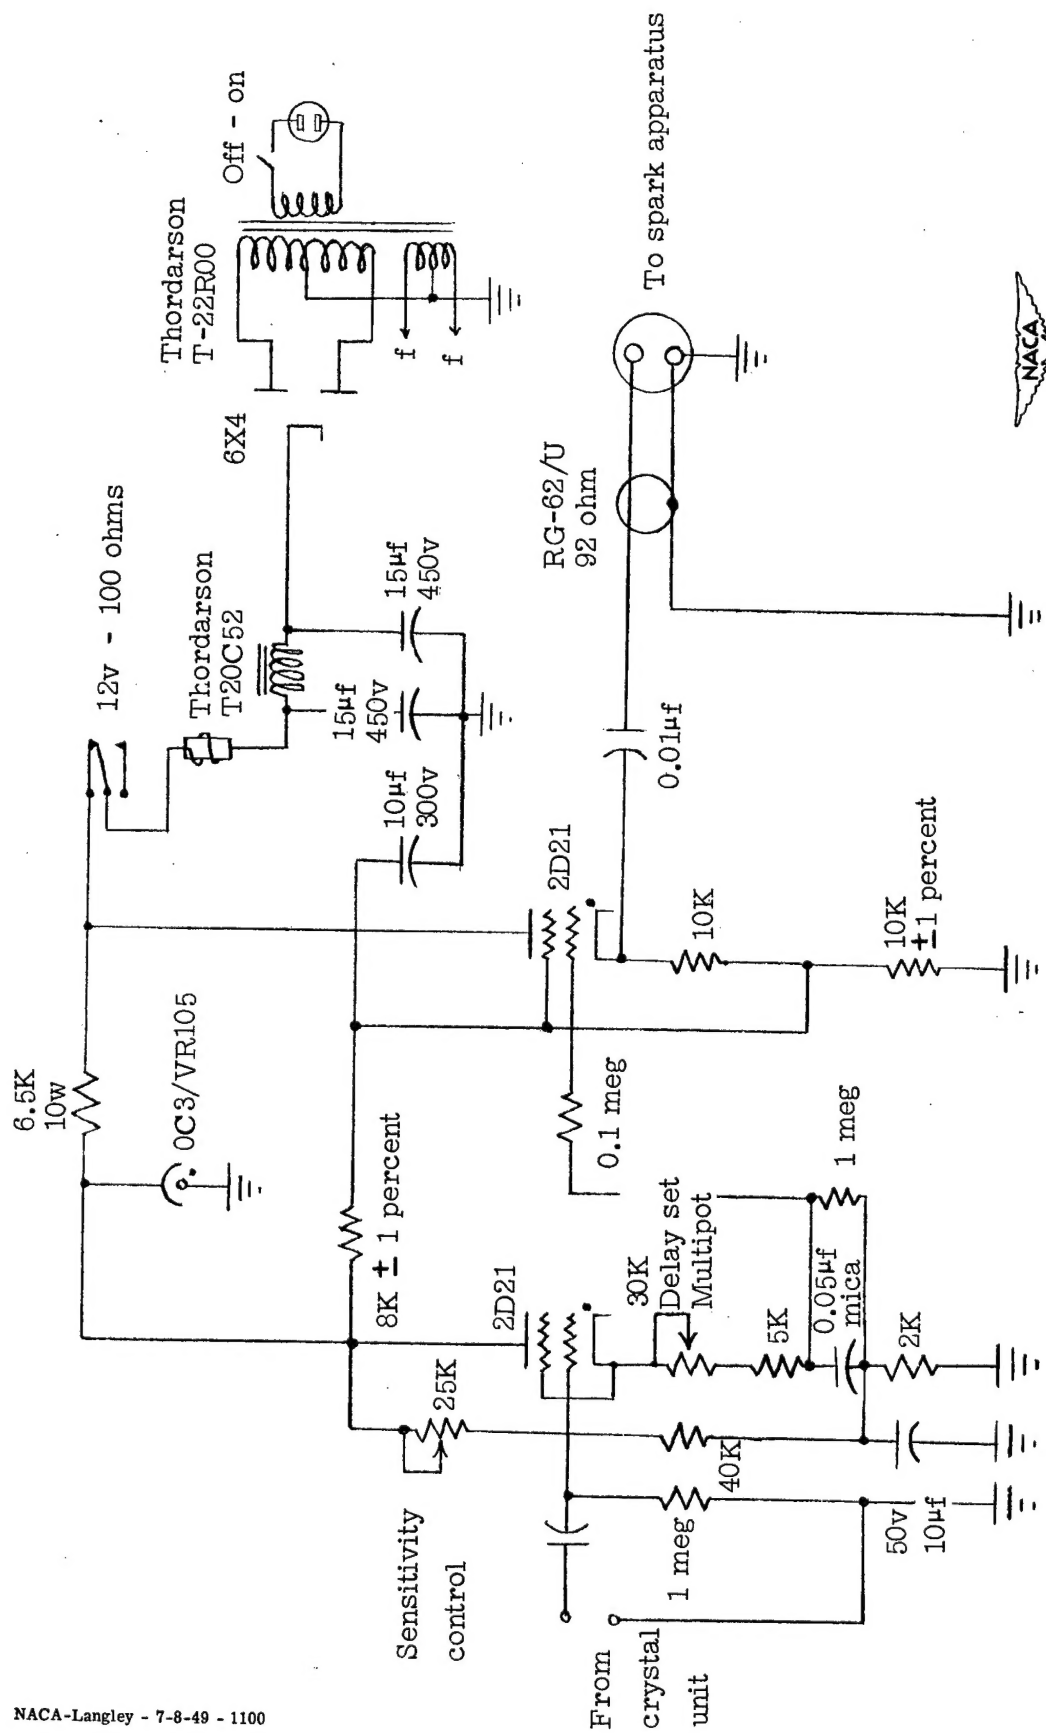 Off - on
Thordarson
T-22R00
f
f
6X4
12v - 100 ohms
Thordarson
T20C52
15µf
450v
15µf
450v
10µf
300v
6.5K
10w
0C3/VR105
8K ± 1 percent
2D21
2D21
25K
Sensitivity
control
30K
Delay set
Multipot
5K
0.05µf
mica
2K
1 meg
0.1 meg
10K
10K
±1 percent
0.01µf
RG-62/U
92 ohm
To spark apparatus
40K
1 meg
50v
10µf
From
crystal
unit
NACA
NACA-Langley - 7-8-49 - 1100